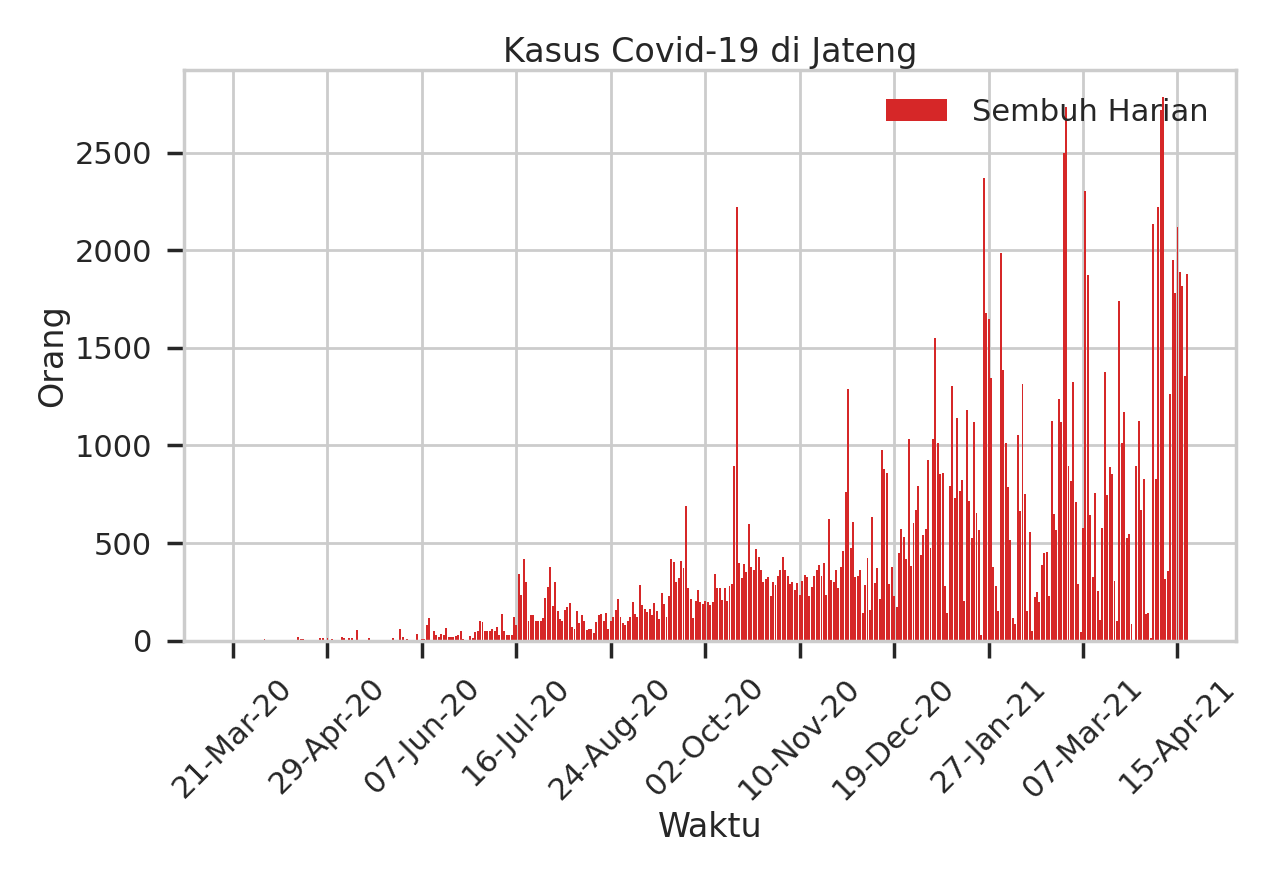 Kasus Covid-19 di Jateng
Sembuh Harian
Orang
2500
2000
1500
1000
500
0
21-Mar-20
29-Apr-20
07-Jun-20
16-Jul-20
24-Aug-20
02-Oct-20
10-Nov-20
19-Dec-20
27-Jan-21
07-Mar-21
15-Apr-21
Waktu